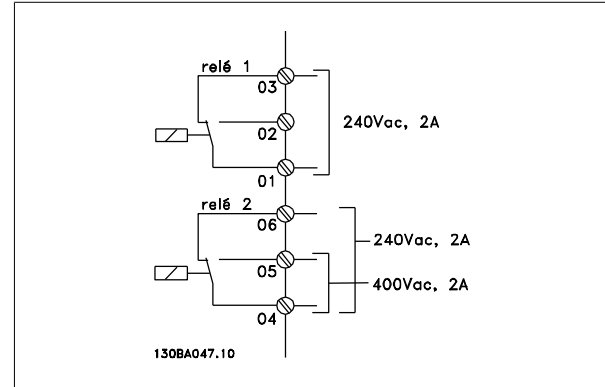 relé 1
03
02
240Vac, 2A
01
relé 2
06
240Vac, 2A
05
400Vac, 2A
04
130BA047.10